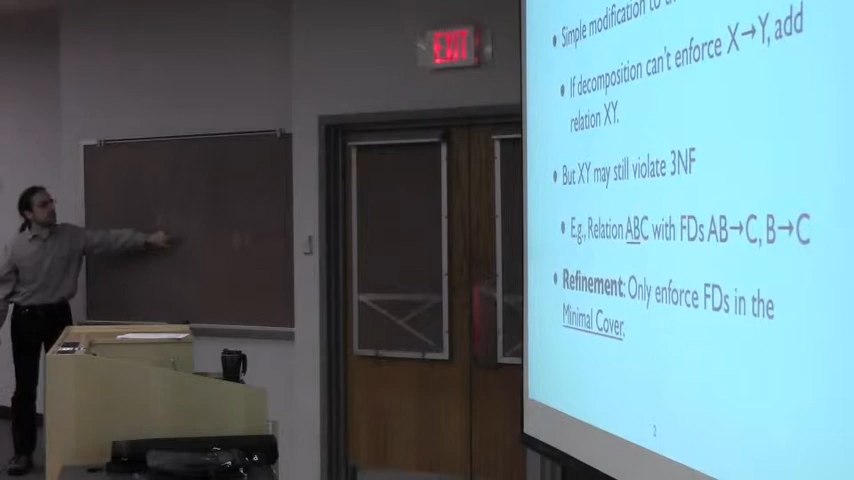 EXIT
• Simple modification to
• If decomposition can't enforce X→Y, add
relation XY.
• But XY may still violate 3NF
• E.g., Relation ABC with FDs AB→C, B→C
• Refinement: Only enforce FDs in the
Minimal Cover.
3